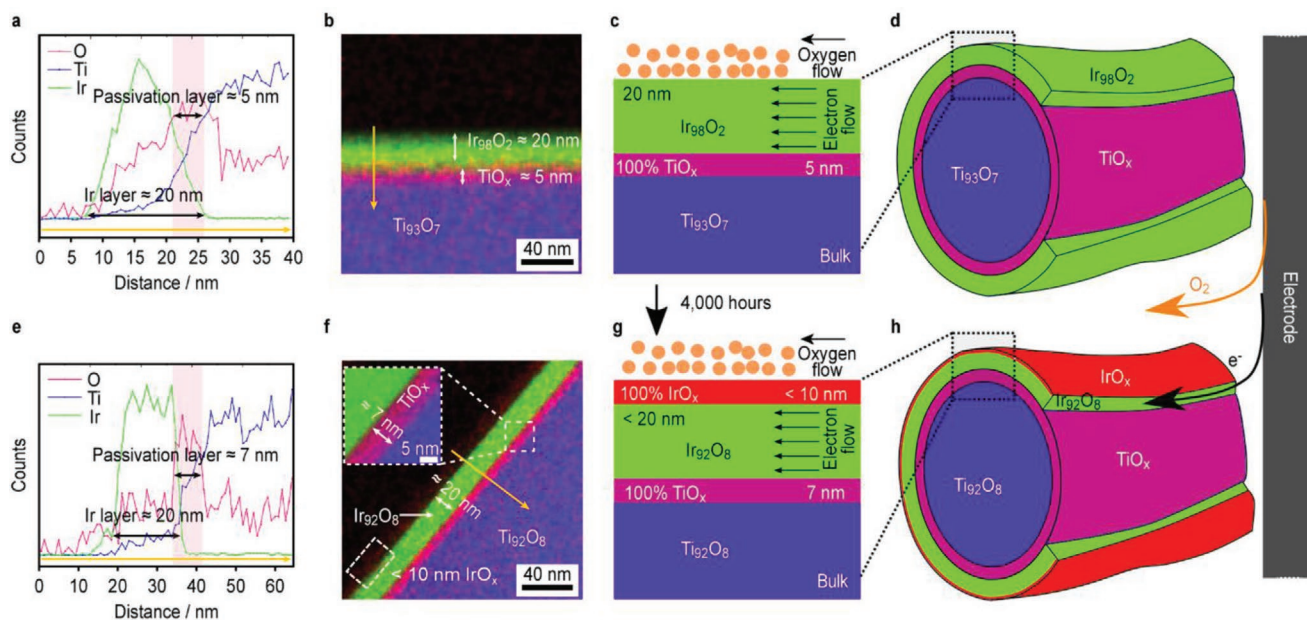 a
O
Ti
Ir
Passivation layer ≈ 5 nm
Ir layer ≈ 20 nm
Counts
0 5 10 15 20 25 30 35 40
Distance / nm
b
Ir98O2 ≈ 20 nm
TiOx ≈ 5 nm
Ti93O7
40 nm
c
Oxygen
flow
20 nm
Ir98O2
Electron
flow
100% TiOx 5 nm
Ti93O7
Bulk
d
Ir98O2
TiOx
Ti93O7
4,000 hours
O2
Electrode
e
O
Ti
Ir
Passivation layer ≈ 7 nm
Ir layer ≈ 20 nm
Counts
0 10 20 30 40 50 60
Distance / nm
f
TiOx
≈ 7
nm
5 nm
≈ 20 nm
Ir92O8
Ti92O8
< 10 nm IrOx
40 nm
g
Oxygen
flow
100% IrOx < 10 nm
< 20 nm
Ir92O8
Electron
flow
100% TiOx 7 nm
Ti92O8
Bulk
h
e-
IrOx
Ir92O8
TiOx
Ti92O8